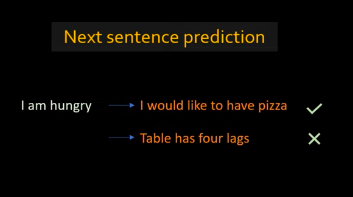 Next sentence prediction
I am hungry I would like to have pizza
Table has four lags